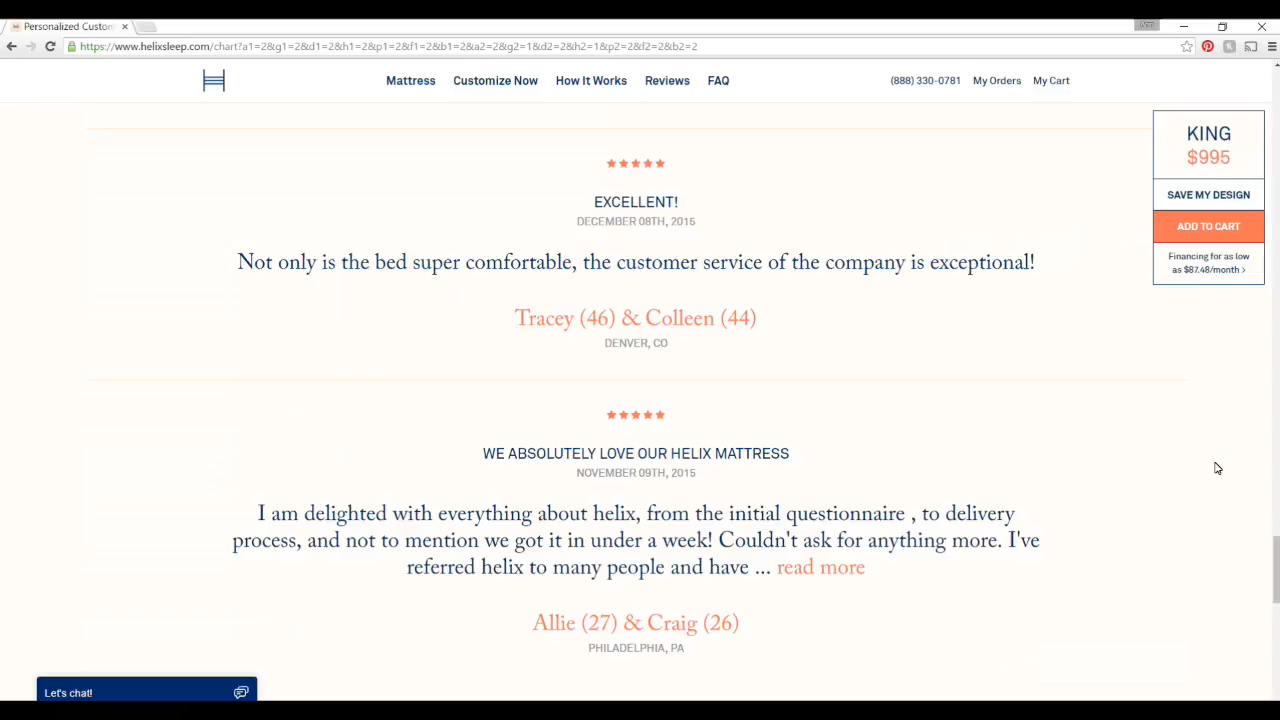 Personalized Custom
https://www.helixsleep.com/chart?a1=2&g1=2&d1=2&h1=2&p1=2&f1=2&b1=2&a2=2&g2=1&d2=2&h2=1&p2=2&f2=2&b2=2
Mattress Customize Now How It Works Reviews FAQ (888) 330-0781 My Orders My Cart
KING
$995
SAVE MY DESIGN
ADD TO CART
Financing for as low
as $87.48/month >
EXCELLENT!
DECEMBER 08TH, 2015
Not only is the bed super comfortable, the customer service of the company is exceptional!
Tracey (46) & Colleen (44)
DENVER, CO
WE ABSOLUTELY LOVE OUR HELIX MATTRESS
NOVEMBER 09TH, 2015
I am delighted with everything about helix, from the initial questionnaire , to delivery
process, and not to mention we got it in under a week! Couldn't ask for anything more. I've
referred helix to many people and have ... read more
Allie (27) & Craig (26)
PHILADELPHIA, PA
Let's chat!